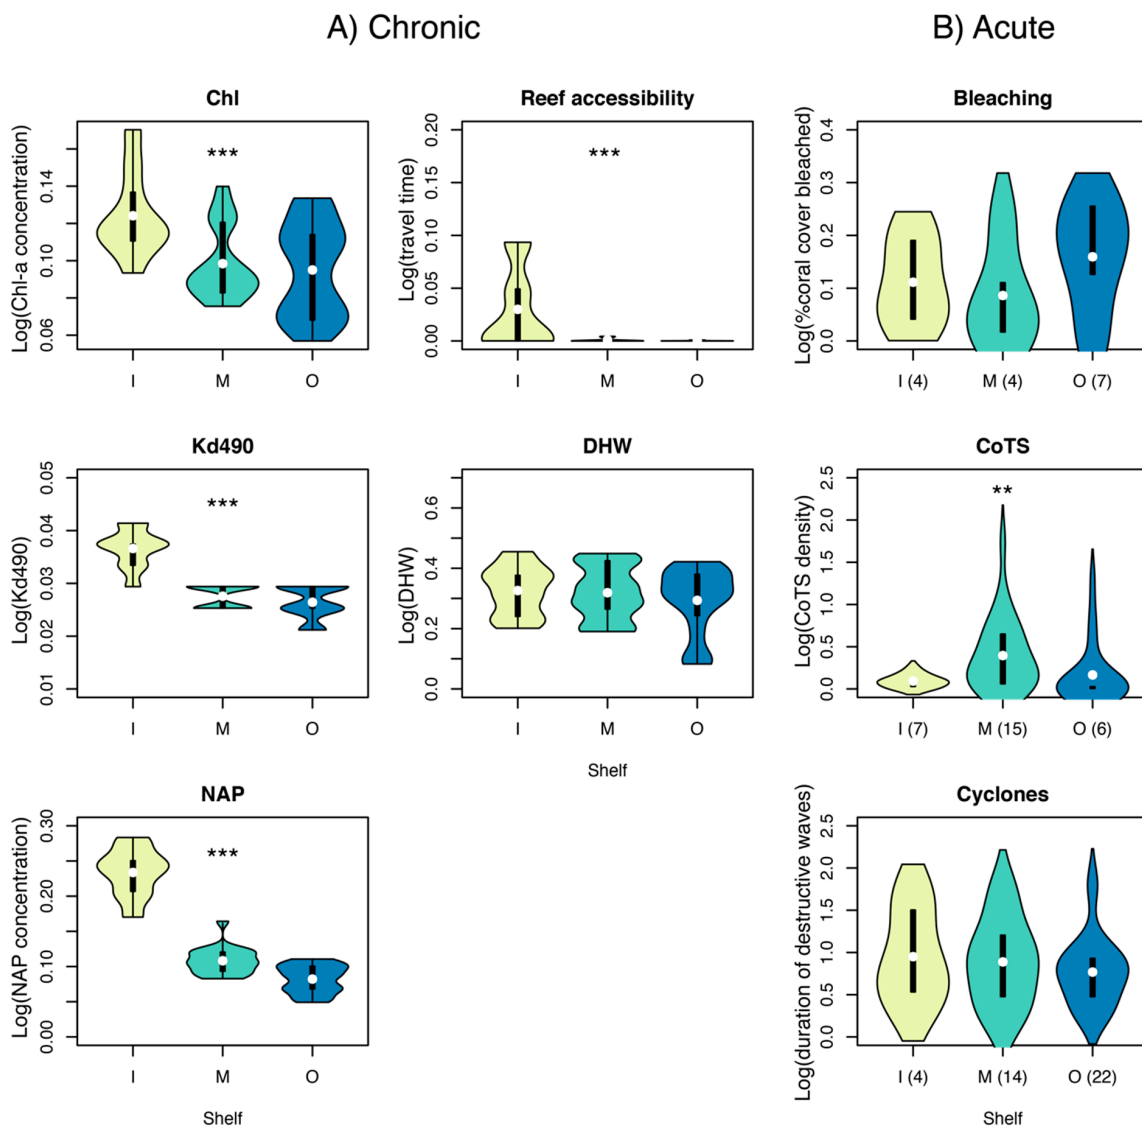 A) Chronic
B) Acute
Chl
Log(Chl-a concentration)
0.14
0.10
0.06
***
I M O
Reef accessibility
Log(travel time)
0.20
0.15
0.10
0.05
0.00
***
I M O
Bleaching
Log(%coral cover bleached)
0.4
0.3
0.2
0.1
0.0
I (4) M (4) O (7)
Kd490
Log(Kd490)
0.05
0.04
0.03
0.02
0.01
***
I M O
DHW
Log(DHW)
0.6
0.4
0.2
0.0
I M O
Shelf
CoTS
Log(CoTS density)
2.5
2.0
1.5
1.0
0.5
0.0
**
I (7) M (15) O (6)
NAP
Log(NAP concentration)
0.30
0.20
0.10
0.00
***
I M O
Shelf
Cyclones
Log(duration of destructive waves)
2.5
2.0
1.5
1.0
0.5
0.0
I (4) M (14) O (22)
Shelf